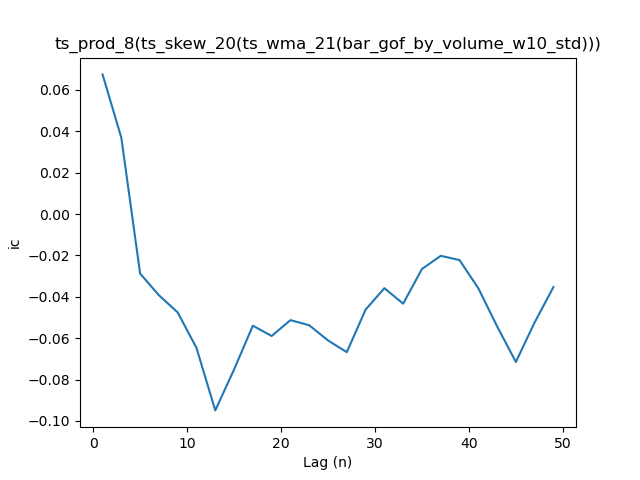 ts_prod_8(ts_skew_20(ts_wma_21(bar_gof_by_volume_w10_std)))
0.06
0.04
0.02
0.00
−0.02
−0.04
−0.06
−0.08
−0.10
ic
0 10 20 30 40 50
Lag (n)